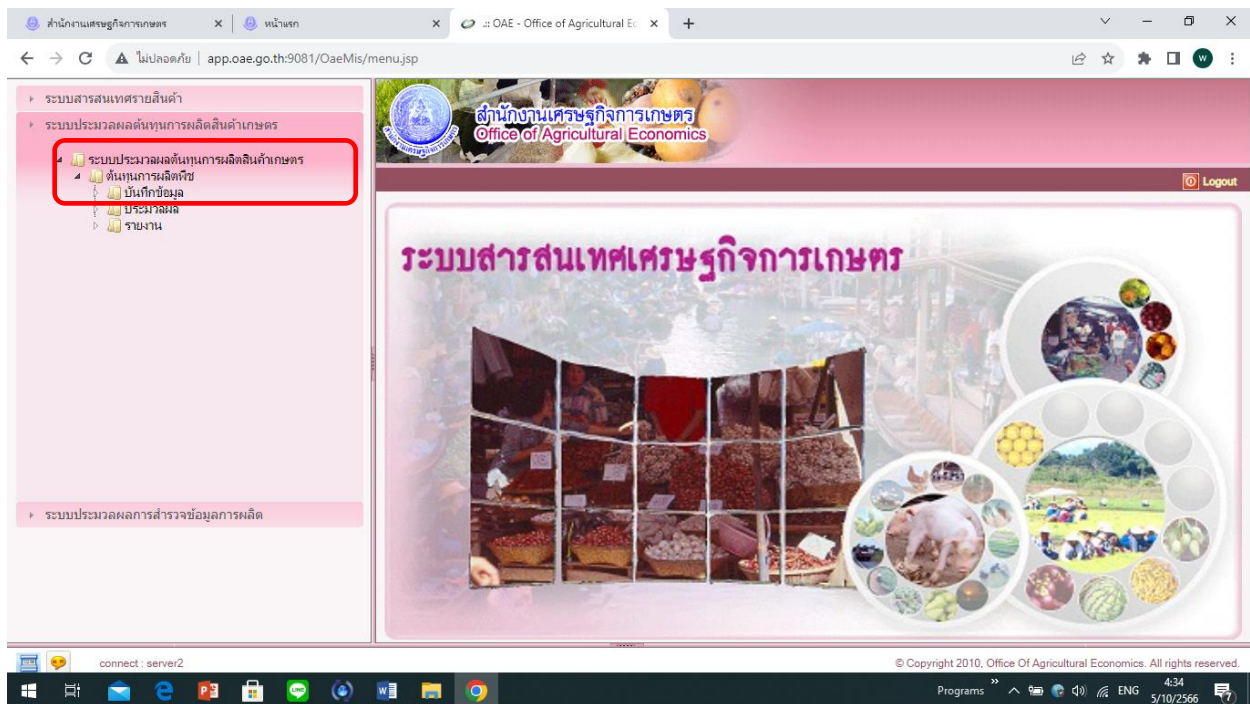 สำนักงานเศรษฐกิจการเกษตร
หน้าแรก
.:: OAE - Office of Agricultural Ec
ไม่ปลอดภัย | app.oae.go.th:9081/OaeMis/menu.jsp
W
ระบบสารสนเทศรายสินค้า
ระบบประมวลผลต้นทุนการผลิตสินค้าเกษตร
ระบบประมวลผลต้นทุนการผลิตสินค้าเกษตร
ต้นทุนการผลิตพืช
บันทึกข้อมูล
ประมวลผล
รายงาน
ระบบประมวลผลการสำรวจข้อมูลการผลิต
สำนักงานเศรษฐกิจการเกษตร
Office of Agricultural Economics
Logout
ระบบสารสนเทศเศรษฐกิจการเกษตร
connect : server2
© Copyright 2010, Office Of Agricultural Economics. All rights reserved.
Programs
ENG
4:34
5/10/2566